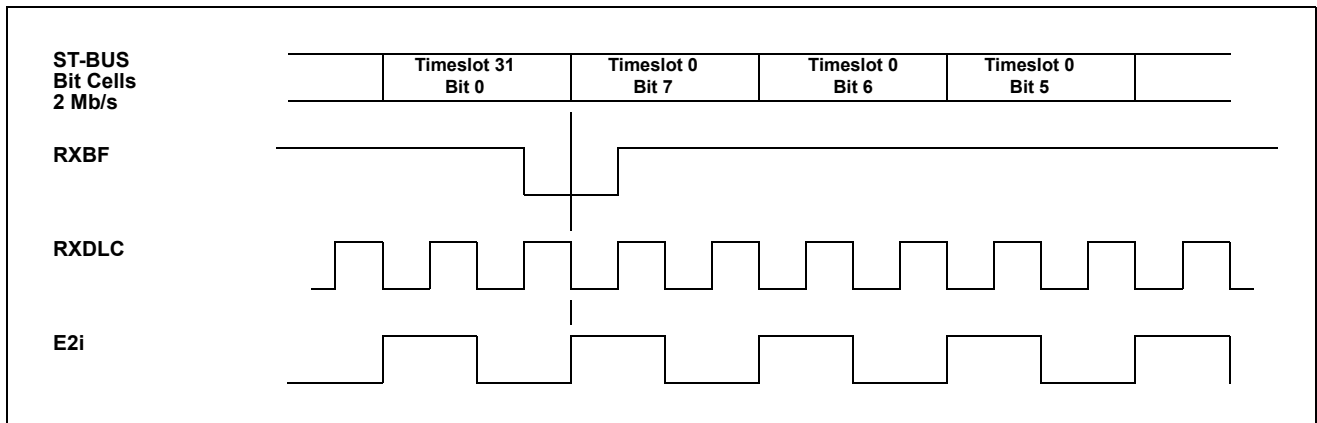 ST-BUS
Bit Cells
2 Mb/s
Timeslot 31
Bit 0
Timeslot 0
Bit 7
Timeslot 0
Bit 6
Timeslot 0
Bit 5
RXBF
RXDLC
E2i